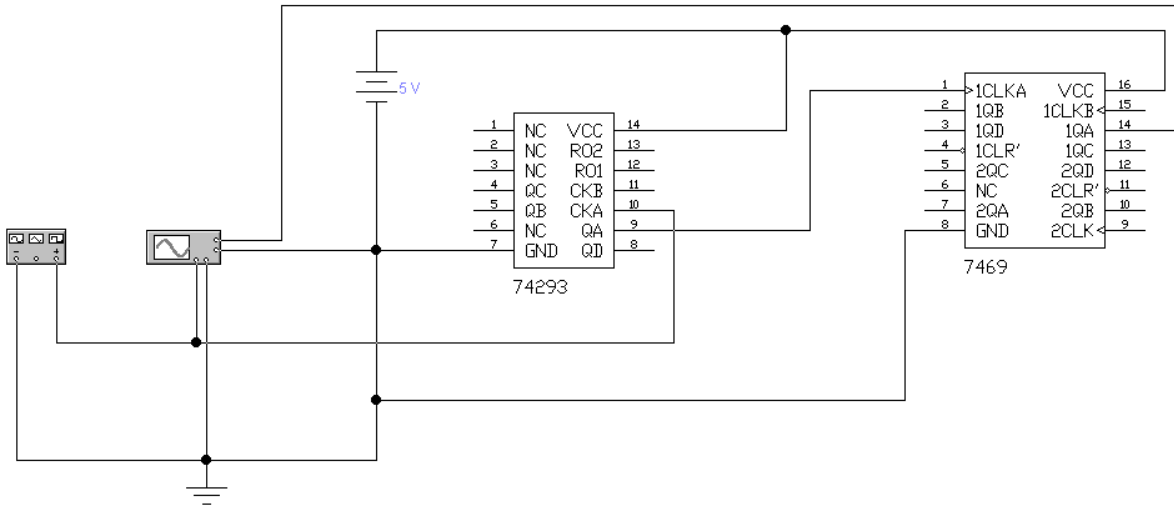 5 V
1 NC VCC 14
2 NC RO2 13
3 NC RO1 12
4 QC CKB 11
5 QB CKA 10
6 NC QA 9
7 GND QD 8
74293
1 1CLKA VCC 16
2 1QB 1CLKB 15
3 1QD 1QA 14
4 1CLR' 1QC 13
5 2QC 2QD 12
6 NC 2CLR' 11
7 2QA 2QB 10
8 GND 2CLK 9
7469